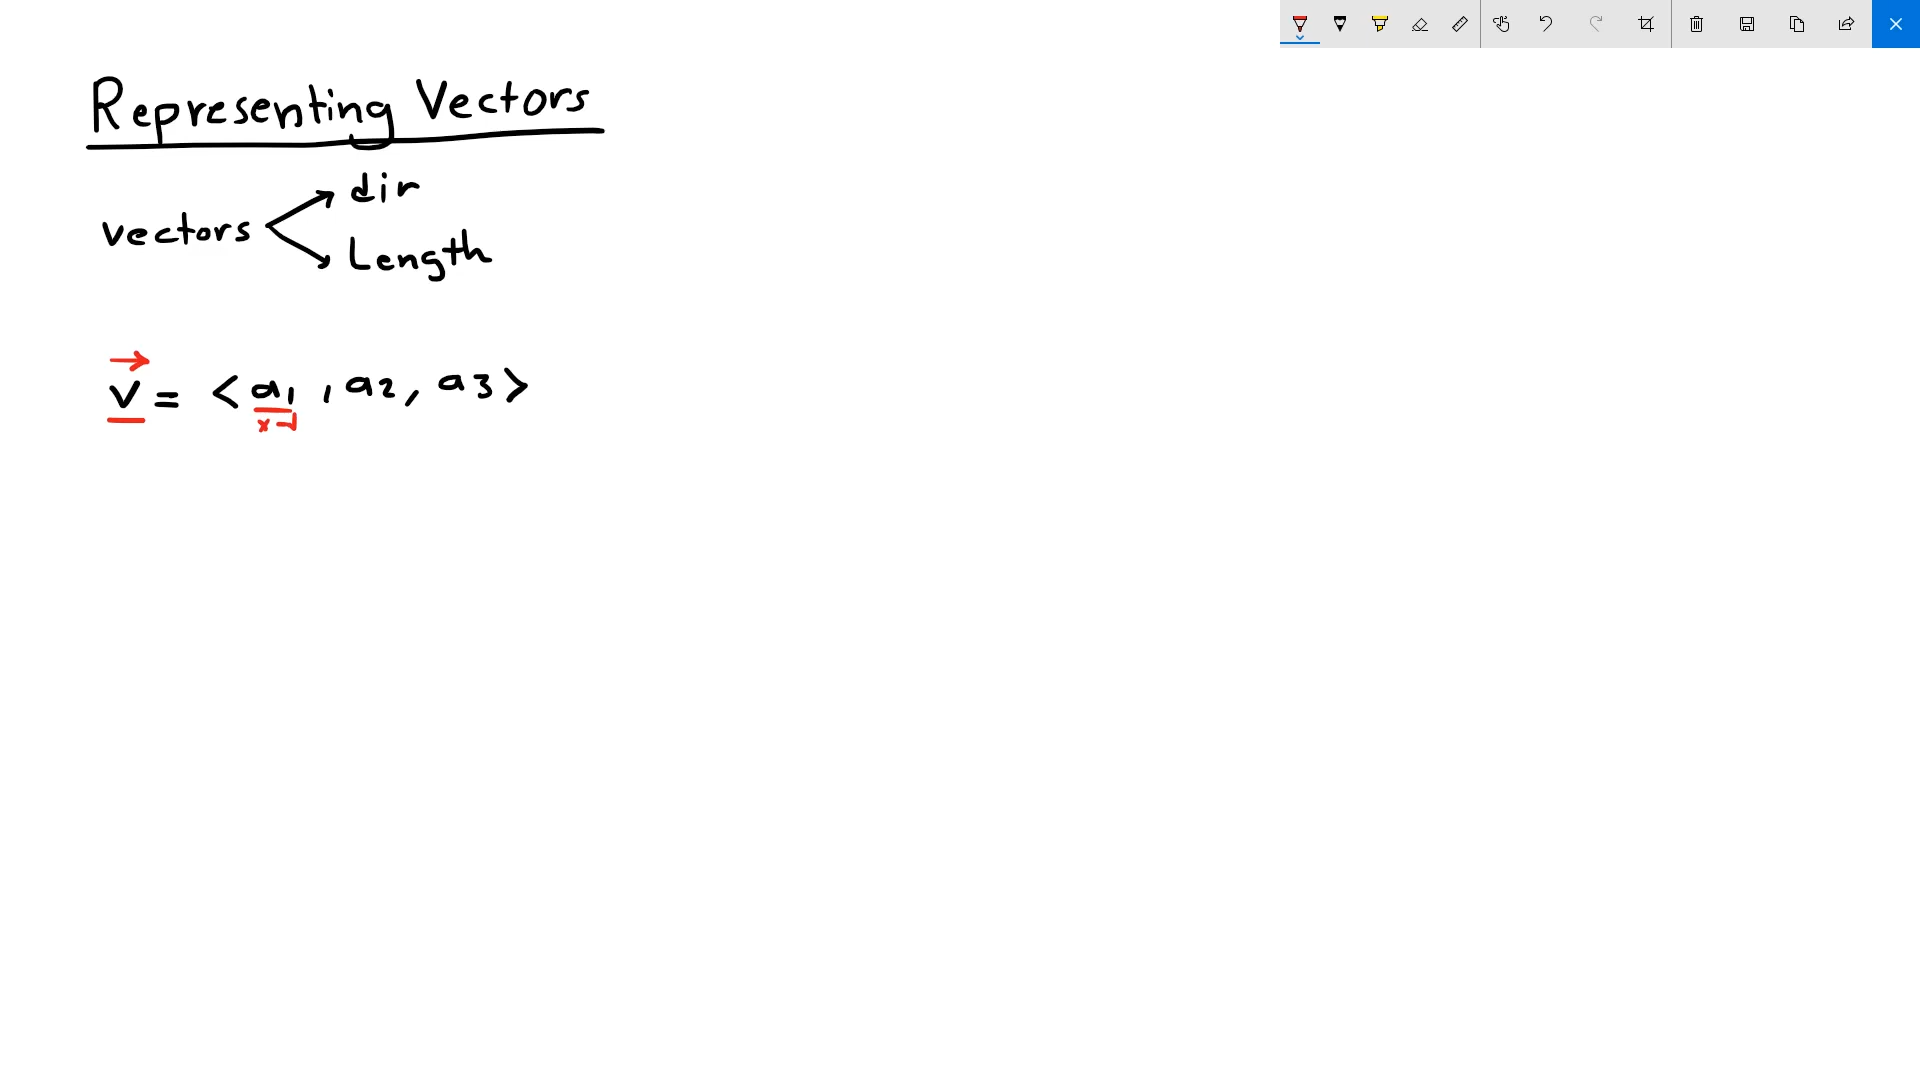 Representing Vectors
dir
vectors
Length
v = < a1 , a2 , a3 >